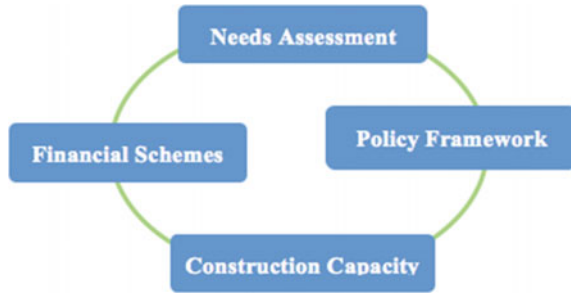 Needs Assessment
Policy Framework
Financial Schemes
Construction Capacity